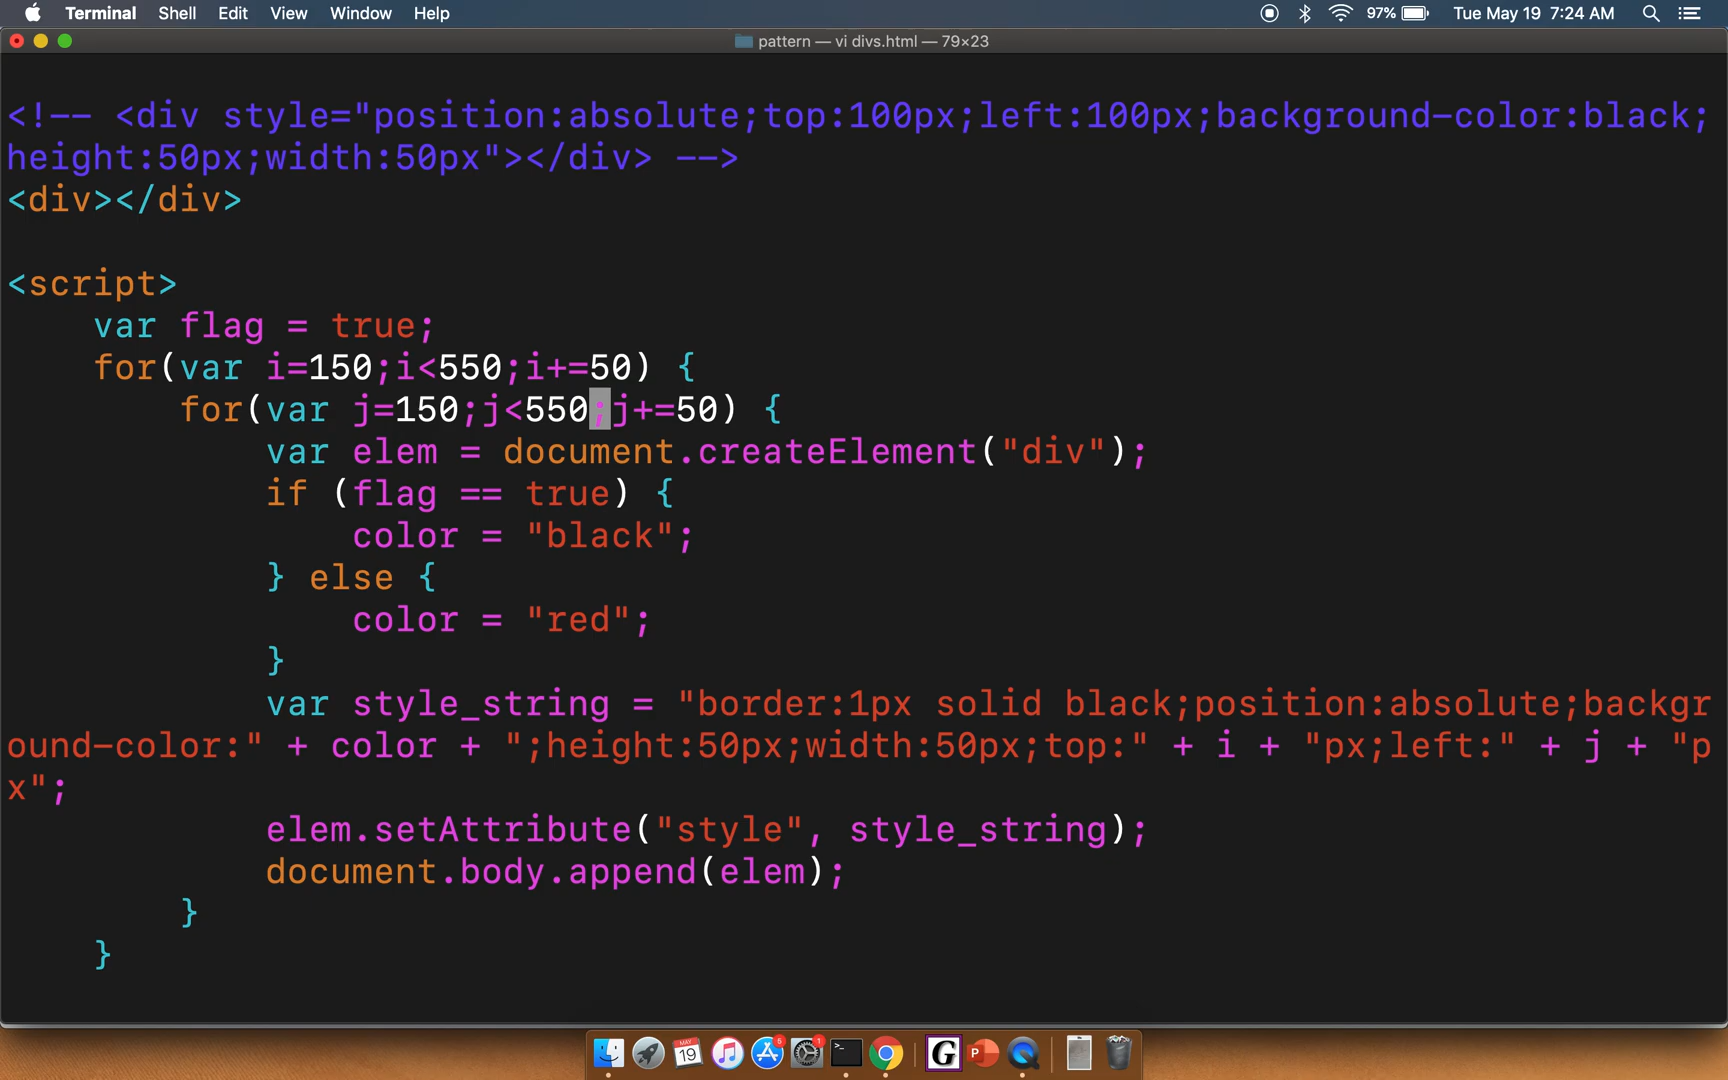 Terminal Shell Edit View Window Help 97% Tue May 19 7:24 AM
pattern — vi divs.html — 79×23
<!-- <div style="position:absolute;top:100px;left:100px;background-color:black;
height:50px;width:50px"></div> -->
<div></div>
<script>
var flag = true;
for(var i=150;i<550;i+=50) {
for(var j=150;j<550;j+=50) {
var elem = document.createElement("div");
if (flag == true) {
color = "black";
} else {
color = "red";
}
var style_string = "border:1px solid black;position:absolute;backgr
ound-color:" + color + ";height:50px;width:50px;top:" + i + "px;left:" + j + "p
x";
elem.setAttribute("style", style_string);
document.body.append(elem);
}
}
MAY
19
6
1
>_
G
P